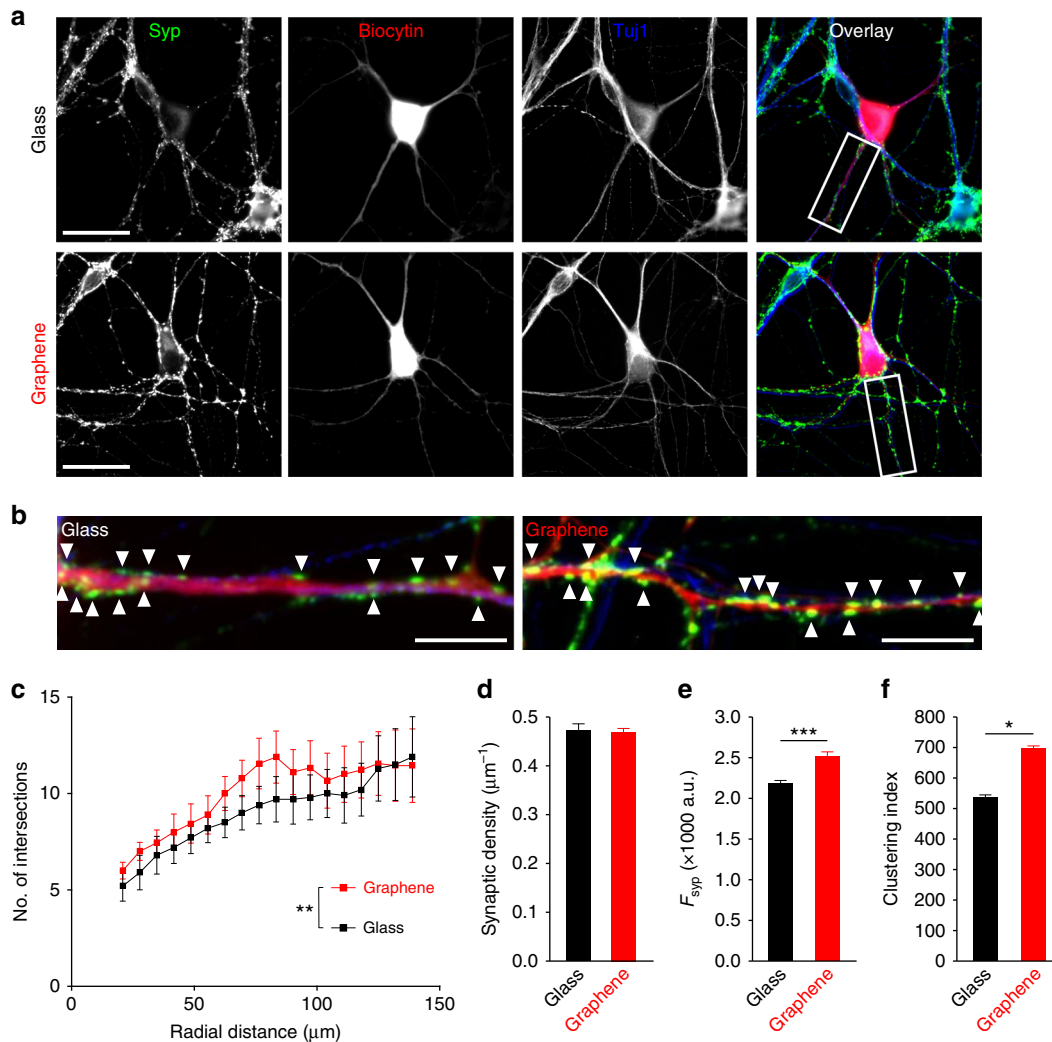 a
Syp Biocytin Tuj1 Overlay
Glass
Graphene
b
Glass Graphene
c
15
10
5
No. of intersections
0 50 100 150
Radial distance (μm)
Graphene
**
Glass
d
0.5
0.4
0.3
0.2
0.1
0.0
Synaptic density (μm⁻¹)
Glass
Graphene
e
3.0
2.5
2.0
1.5
1.0
0.5
0.0
F_syp (×1000 a.u.)
***
Glass
Graphene
f
800
700
600
500
400
300
200
100
0
Clustering index
*
Glass
Graphene